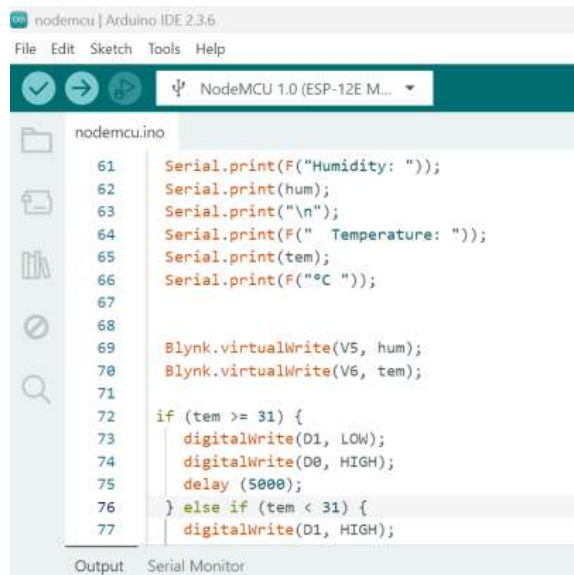 nodemcu | Arduino IDE 2.3.6
File Edit Sketch Tools Help
NodeMCU 1.0 (ESP-12E M...
nodemcu.ino
61 Serial.print(F("Humidity: "));
62 Serial.print(hum);
63 Serial.print("\n");
64 Serial.print(F("  Temperature: "));
65 Serial.print(tem);
66 Serial.print(F("°C "));
67
68
69 Blynk.virtualWrite(V5, hum);
70 Blynk.virtualWrite(V6, tem);
71
72 if (tem >= 31) {
73 digitalWrite(D1, LOW);
74 digitalWrite(D0, HIGH);
75 delay (5000);
76 } else if (tem < 31) {
77 digitalWrite(D1, HIGH);
Output Serial Monitor